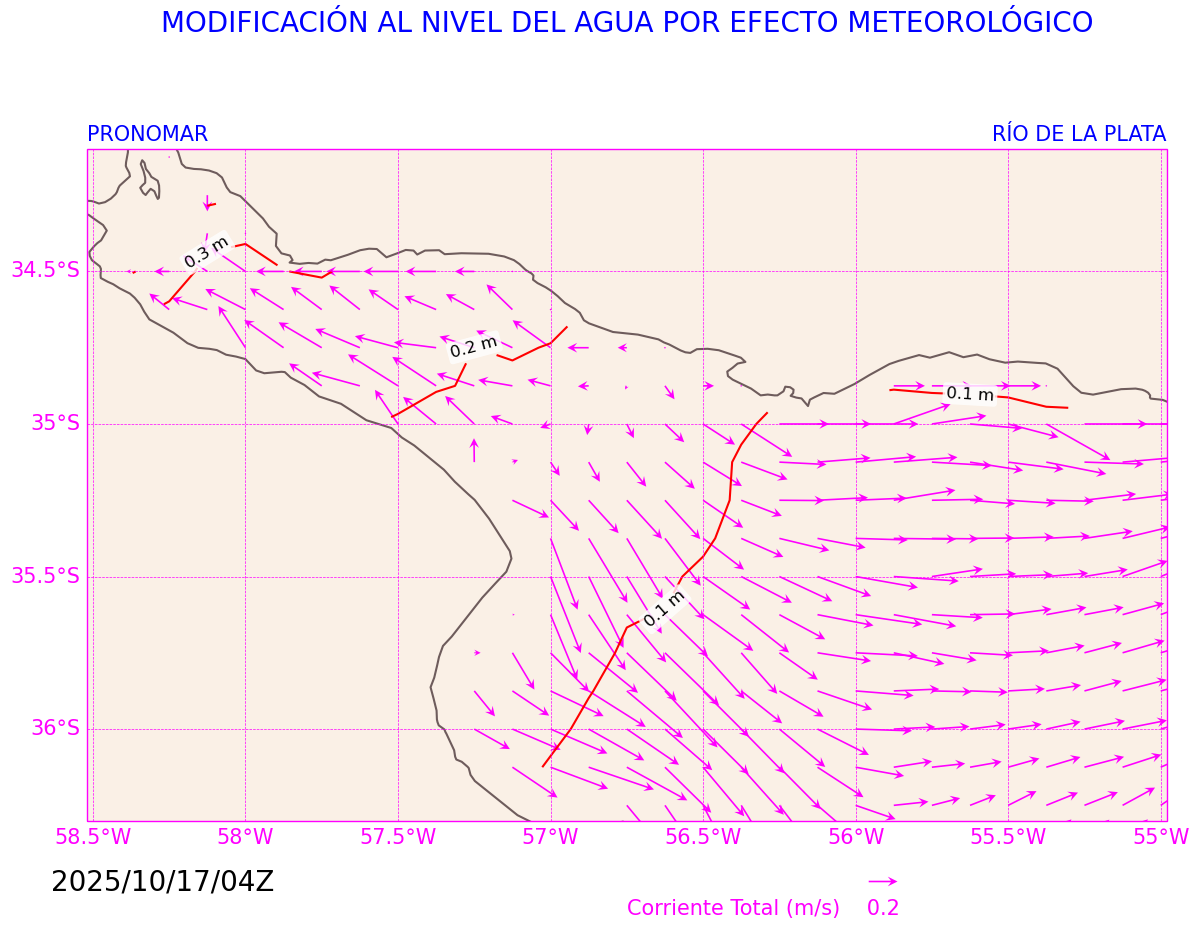 MODIFICACIÓN AL NIVEL DEL AGUA POR EFECTO METEOROLÓGICO
PRONOMAR
RÍO DE LA PLATA
0.3 m
34.5°S
0.2 m
0.1 m
35°S
35.5°S
0.1 m
36°S
58.5°W 58°W 57.5°W 57°W 56.5°W 56°W 55.5°W 55°W
2025/10/17/04Z
Corriente Total (m/s) 0.2